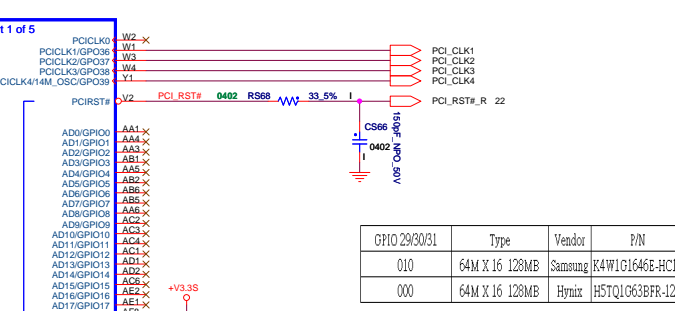 t 1 of 5
PCICLK0 W2
PCICLK1/GPO36 W1 PCI_CLK1
PCICLK2/GPO37 W3 PCI_CLK2
PCICLK3/GPO38 W4 PCI_CLK3
CICLK4/14M_OSC/GPO39 Y1 PCI_CLK4
PCIRST# V2 PCI_RST# 0402 RS68 33_5% I PCI_RST#_R 22
CS66
0402
I
150pF_NPO_50V
AD0/GPIO0 AA1
AD1/GPIO1 AA4
AD2/GPIO2 AA3
AD3/GPIO3 AB1
AD4/GPIO4 AA5
AD5/GPIO5 AB2
AD6/GPIO6 AB6
AD7/GPIO7 AB5
AD8/GPIO8 AA6
AD9/GPIO9 AC2
AD10/GPIO10 AC3
AD11/GPIO11 AC4
AD12/GPIO12 AC1
AD13/GPIO13 AD1
AD14/GPIO14 AD2
AD15/GPIO15 AC6
AD16/GPIO16 AE2
AD17/GPIO17 AE1
+V3.3S
GPIO 29/30/31 Type Vendor P/N
010 64M X 16 128MB Samsung K4W1G1646E-HC1
000 64M X 16 128MB Hynix H5TQ1G63BFR-12